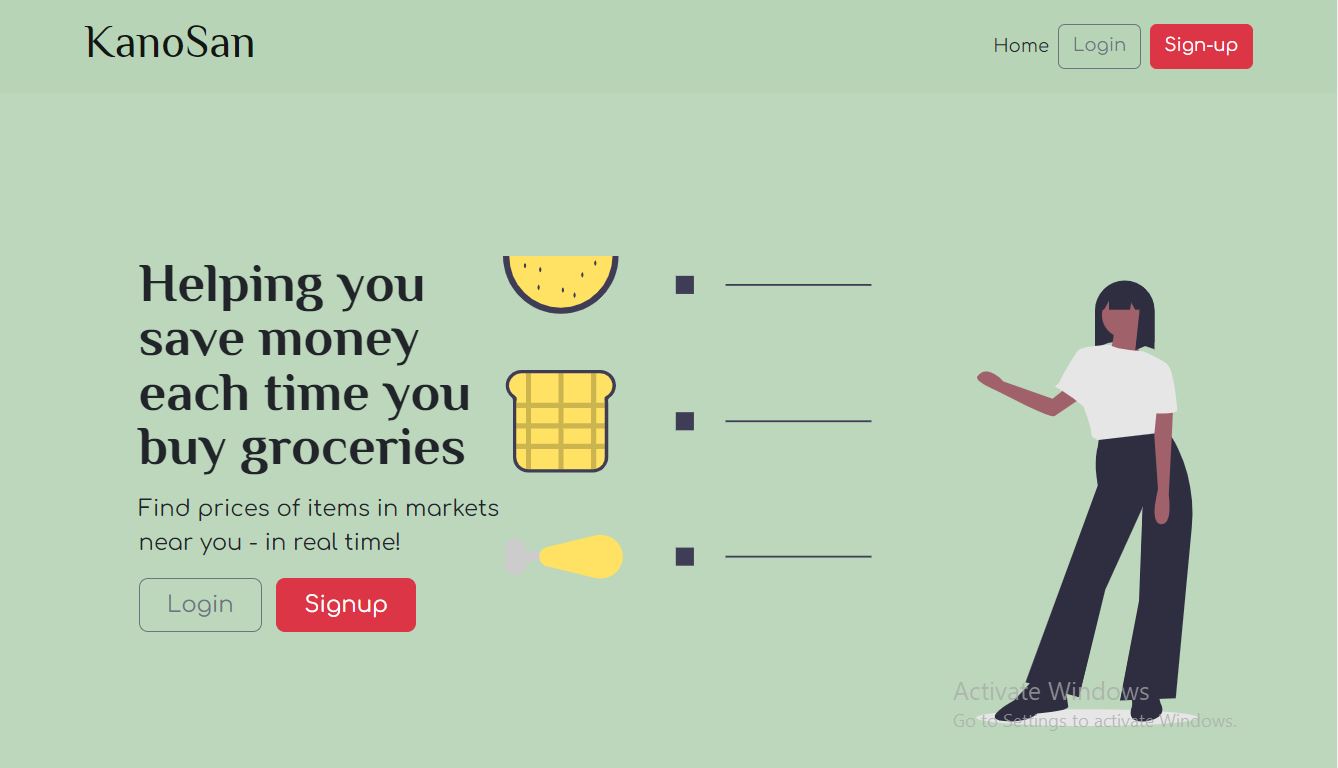 KanoSan
Home Login Sign-up
Helping you
save money
each time you
buy groceries
Find prices of items in markets
near you - in real time!
Login Signup
Activate Windows
Go to Settings to activate Windows.